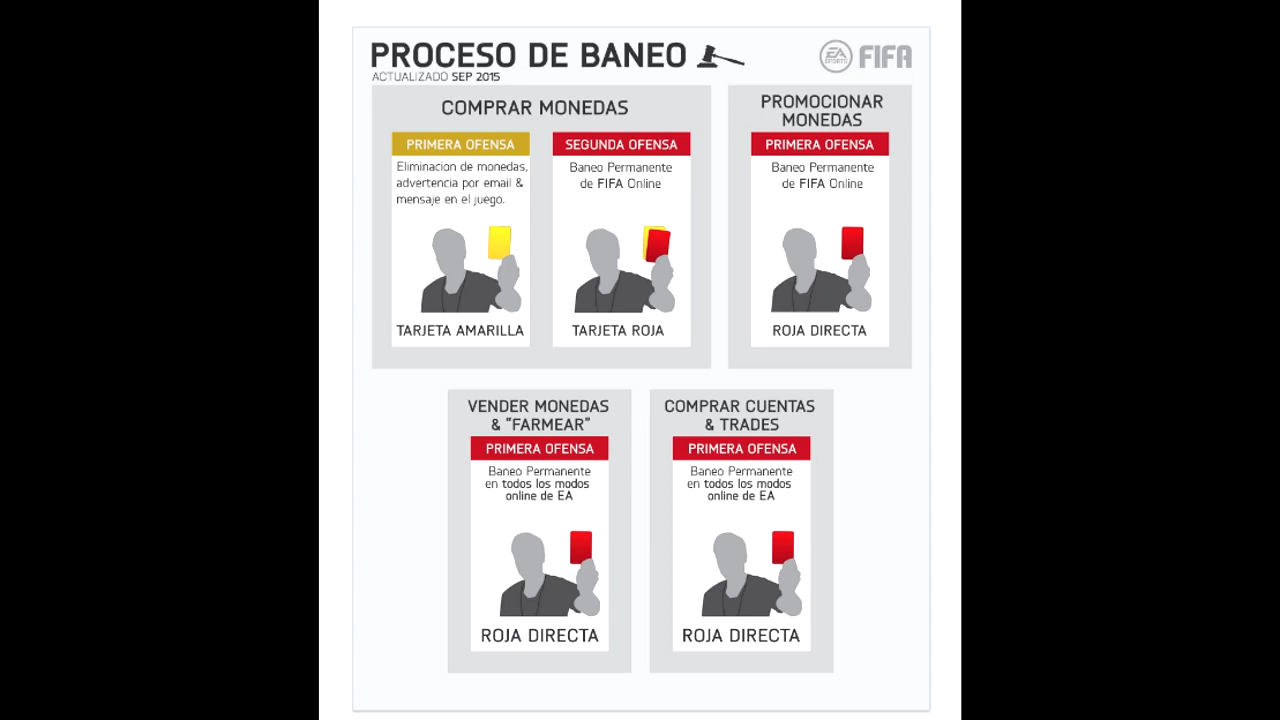 PROCESO DE BANEO
ACTUALIZADO SEP 2015
EA
SPORTS
FIFA
COMPRAR MONEDAS
PRIMERA OFENSA
Eliminacion de monedas,
advertencia por email &
mensaje en el juego.
TARJETA AMARILLA
SEGUNDA OFENSA
Baneo Permanente
de FIFA Online
TARJETA ROJA
PROMOCIONAR
MONEDAS
PRIMERA OFENSA
Baneo Permanente
de FIFA Online
ROJA DIRECTA
VENDER MONEDAS
& "FARMEAR"
PRIMERA OFENSA
Baneo Permanente
en todos los modos
online de EA
ROJA DIRECTA
COMPRAR CUENTAS
& TRADES
PRIMERA OFENSA
Baneo Permanente
en todos los modos
online de EA
ROJA DIRECTA